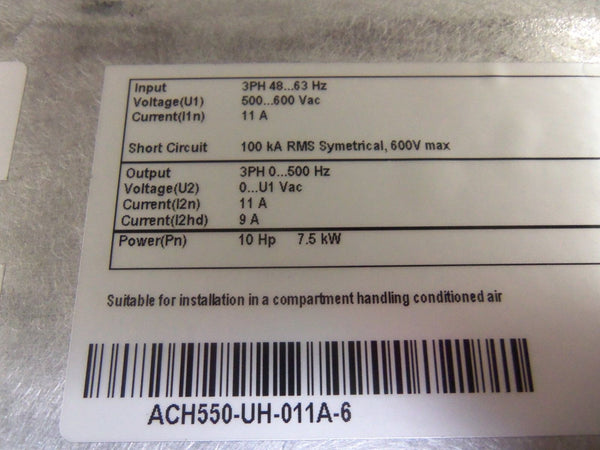 Input 3PH 48...63 Hz
Voltage(U1) 500...600 Vac
Current(I1n) 11 A
Short Circuit 100 kA RMS Symetrical, 600V max
Output 3PH 0...500 Hz
Voltage(U2) 0...U1 Vac
Current(I2n) 11 A
Current(I2hd) 9 A
Power(Pn) 10 Hp 7.5 kW
Suitable for installation in a compartment handling conditioned air
ACH550-UH-011A-6